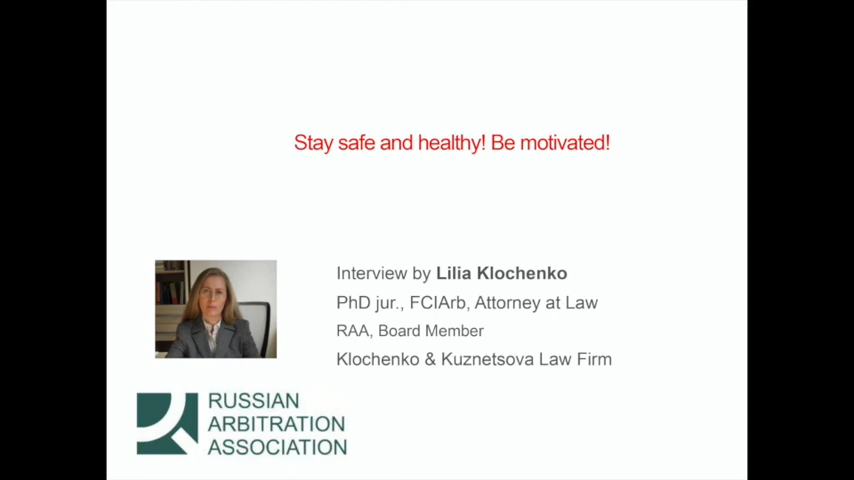 Stay safe and healthy! Be motivated!
Interview by Lilia Klochenko
PhD jur., FCIArb, Attorney at Law
RAA, Board Member
Klochenko & Kuznetsova Law Firm
RUSSIAN
ARBITRATION
ASSOCIATION